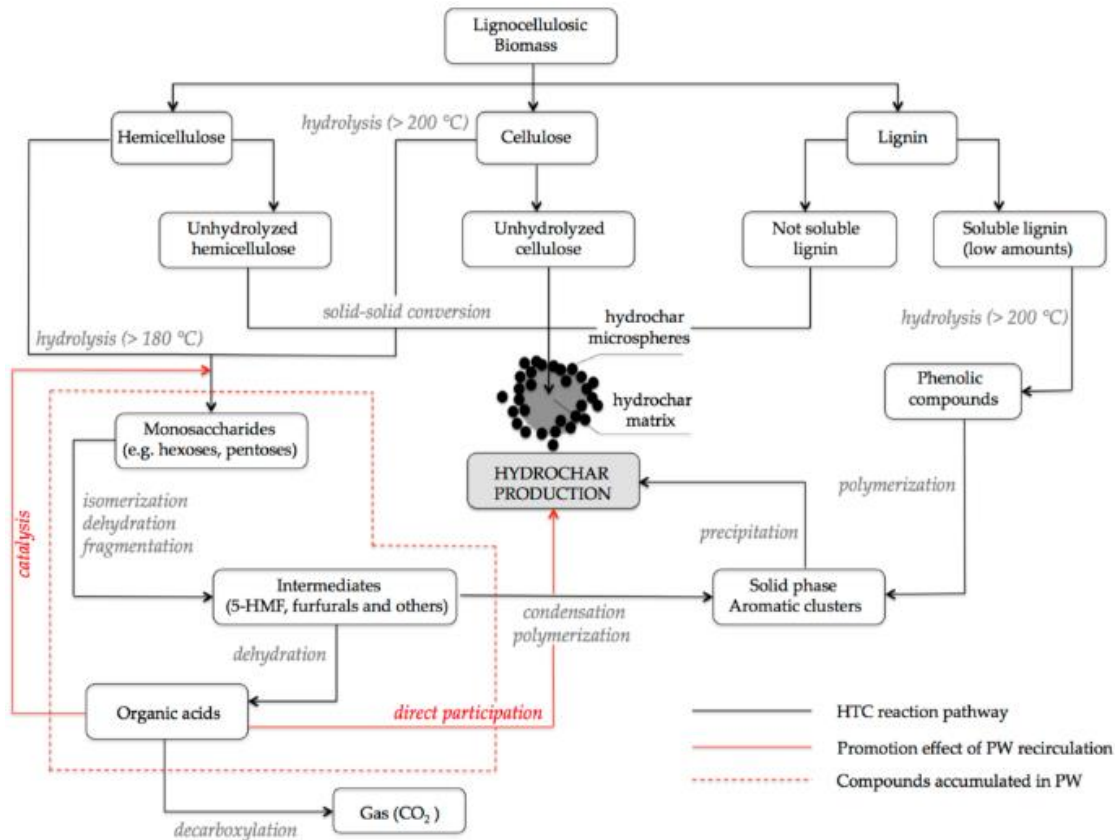 Lignocellulosic
Biomass
Hemicellulose
hydrolysis (> 200 °C)
Cellulose
Lignin
Unhydrolyzed
hemicellulose
Unhydrolyzed
cellulose
Not soluble
lignin
Soluble lignin
(low amounts)
solid-solid conversion
hydrolysis (> 180 °C)
hydrochar
microspheres
hydrolysis (> 200 °C)
hydrochar
matrix
Phenolic
compounds
Monosaccharides
(e.g. hexoses, pentoses)
HYDROCHAR
PRODUCTION
polymerization
isomerization
dehydration
fragmentation
precipitation
catalysis
Intermediates
(5-HMF, furfurals and others)
condensation
polymerization
Solid phase
Aromatic clusters
dehydration
Organic acids
direct participation
HTC reaction pathway
Promotion effect of PW recirculation
Compounds accumulated in PW
Gas (CO₂ )
decarboxylation